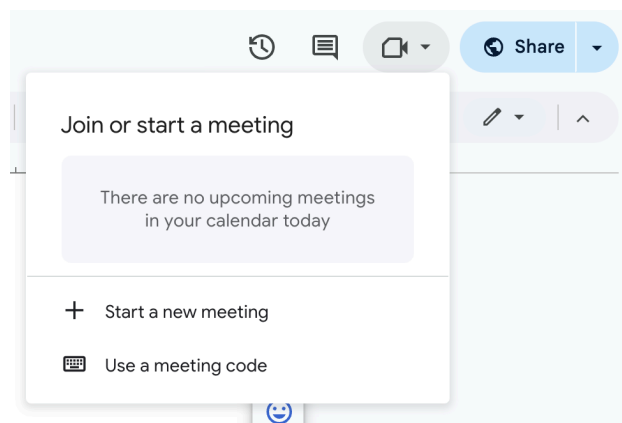 Share
Join or start a meeting
There are no upcoming meetings
in your calendar today
Start a new meeting
Use a meeting code